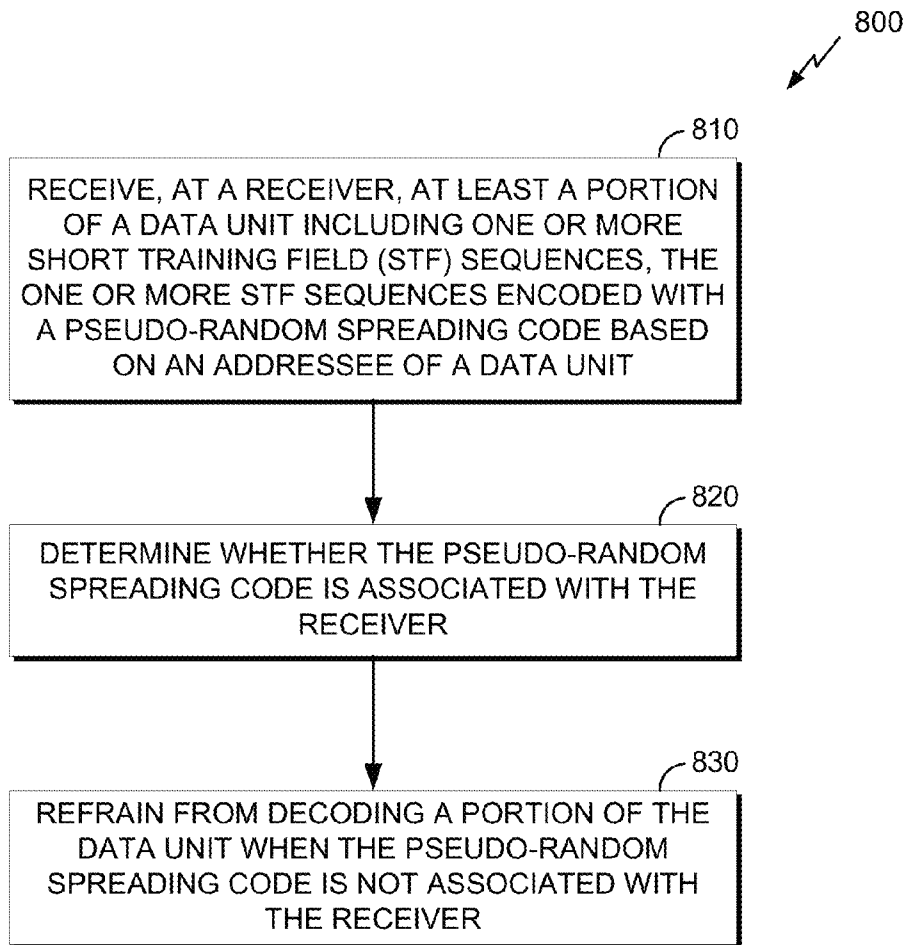 800
810
RECEIVE, AT A RECEIVER, AT LEAST A PORTION
OF A DATA UNIT INCLUDING ONE OR MORE
SHORT TRAINING FIELD (STF) SEQUENCES, THE
ONE OR MORE STF SEQUENCES ENCODED WITH
A PSEUDO-RANDOM SPREADING CODE BASED
ON AN ADDRESSEE OF A DATA UNIT
820
DETERMINE WHETHER THE PSEUDO-RANDOM
SPREADING CODE IS ASSOCIATED WITH THE
RECEIVER
830
REFRAIN FROM DECODING A PORTION OF THE
DATA UNIT WHEN THE PSEUDO-RANDOM
SPREADING CODE IS NOT ASSOCIATED WITH
THE RECEIVER